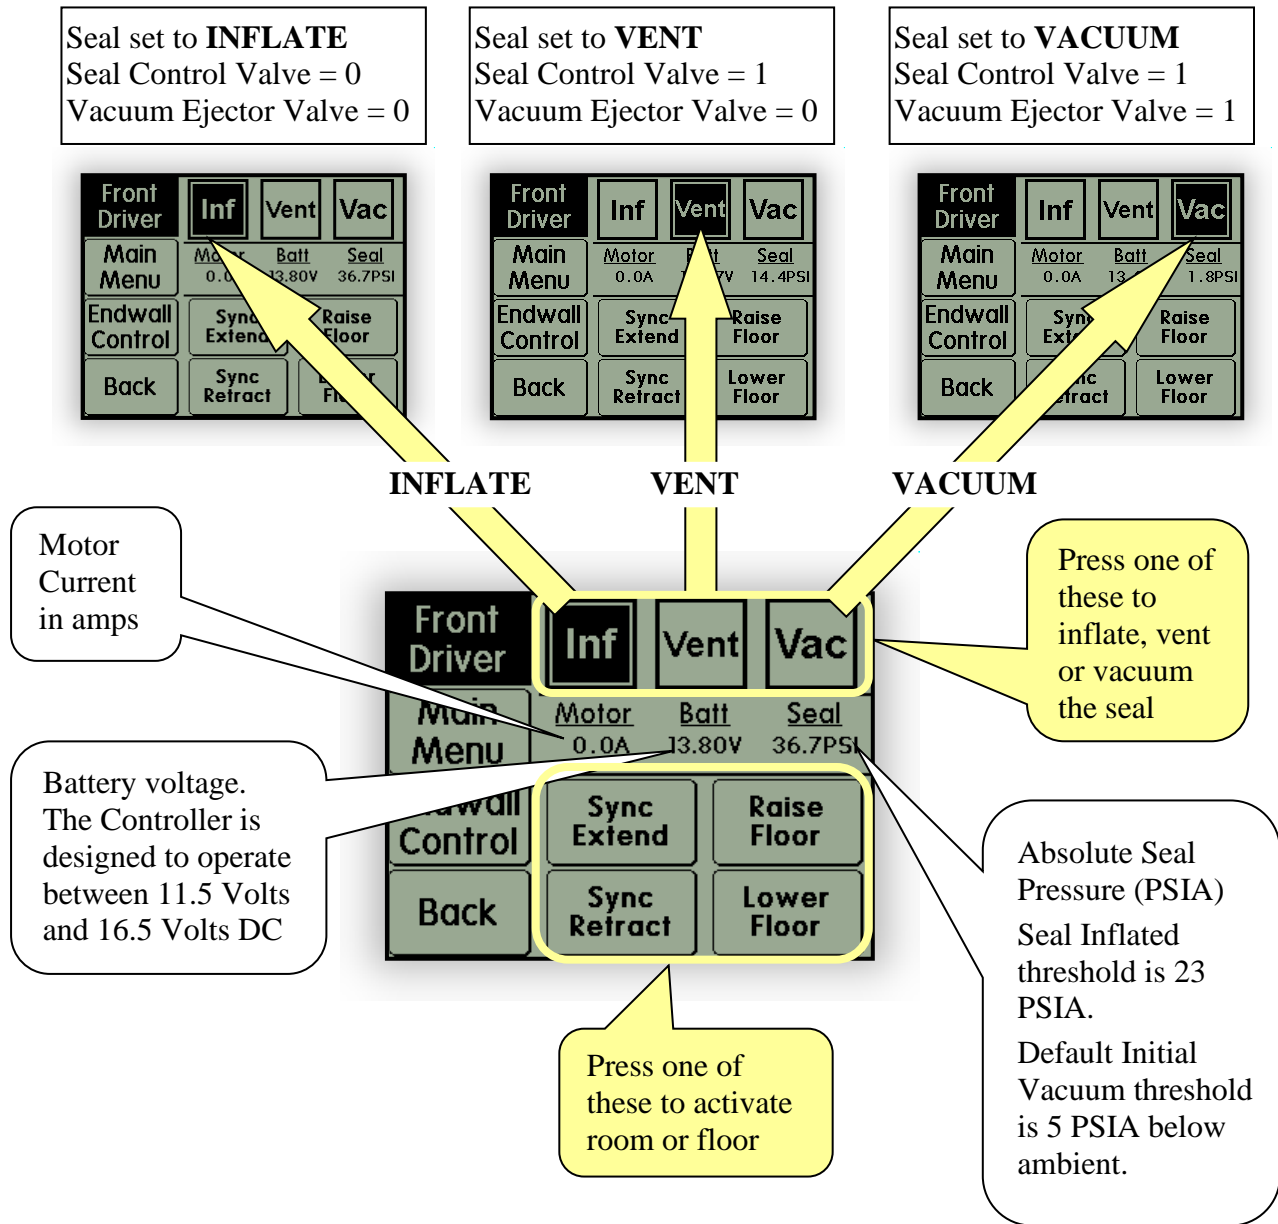 Seal set to INFLATE
Seal Control Valve = 0
Vacuum Ejector Valve = 0
Seal set to VENT
Seal Control Valve = 1
Vacuum Ejector Valve = 0
Seal set to VACUUM
Seal Control Valve = 1
Vacuum Ejector Valve = 1
Front
Driver
Inf
Vent
Vac
Main
Menu
Motor
Batt
Seal
0.0
13.80V
36.7PSI
Endwall
Control
Sync
Extend
Raise
Floor
Back
Sync
Retract
Front
Driver
Inf
Vent
Vac
Main
Menu
Motor
Seal
0.0A
14.4PSI
Endwall
Control
Sync
Extend
Raise
Floor
Back
Sync
Retract
Lower
Floor
Front
Driver
Inf
Vent
Vac
Main
Menu
Motor
Batt
Seal
0.0A
1.8PSI
Endwall
Control
Raise
Floor
Back
Lower
Floor
INFLATE
VENT
VACUUM
Motor
Current
in amps
Press one of
these to
inflate, vent
or vacuum
the seal
Front
Driver
Inf
Vent
Vac
Main
Menu
Motor
Batt
Seal
0.0A
13.80V
36.7PSI
Endwall
Control
Sync
Extend
Raise
Floor
Back
Sync
Retract
Lower
Floor
Battery voltage.
The Controller is
designed to operate
between 11.5 Volts
and 16.5 Volts DC
Absolute Seal
Pressure (PSIA)
Seal Inflated
threshold is 23
PSIA.
Default Initial
Vacuum threshold
is 5 PSIA below
ambient.
Press one of
these to activate
room or floor